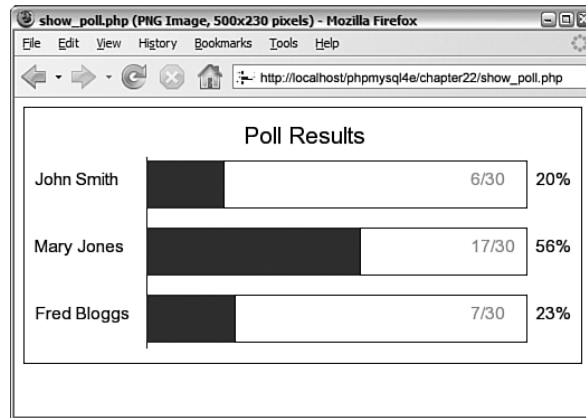 show_poll.php (PNG Image, 500x230 pixels) - Mozilla Firefox
File Edit View History Bookmarks Tools Help
http://localhost/phpmysql4e/chapter22/show_poll.php
Poll Results
John Smith 6/30 20%
Mary Jones 17/30 56%
Fred Bloggs 7/30 23%